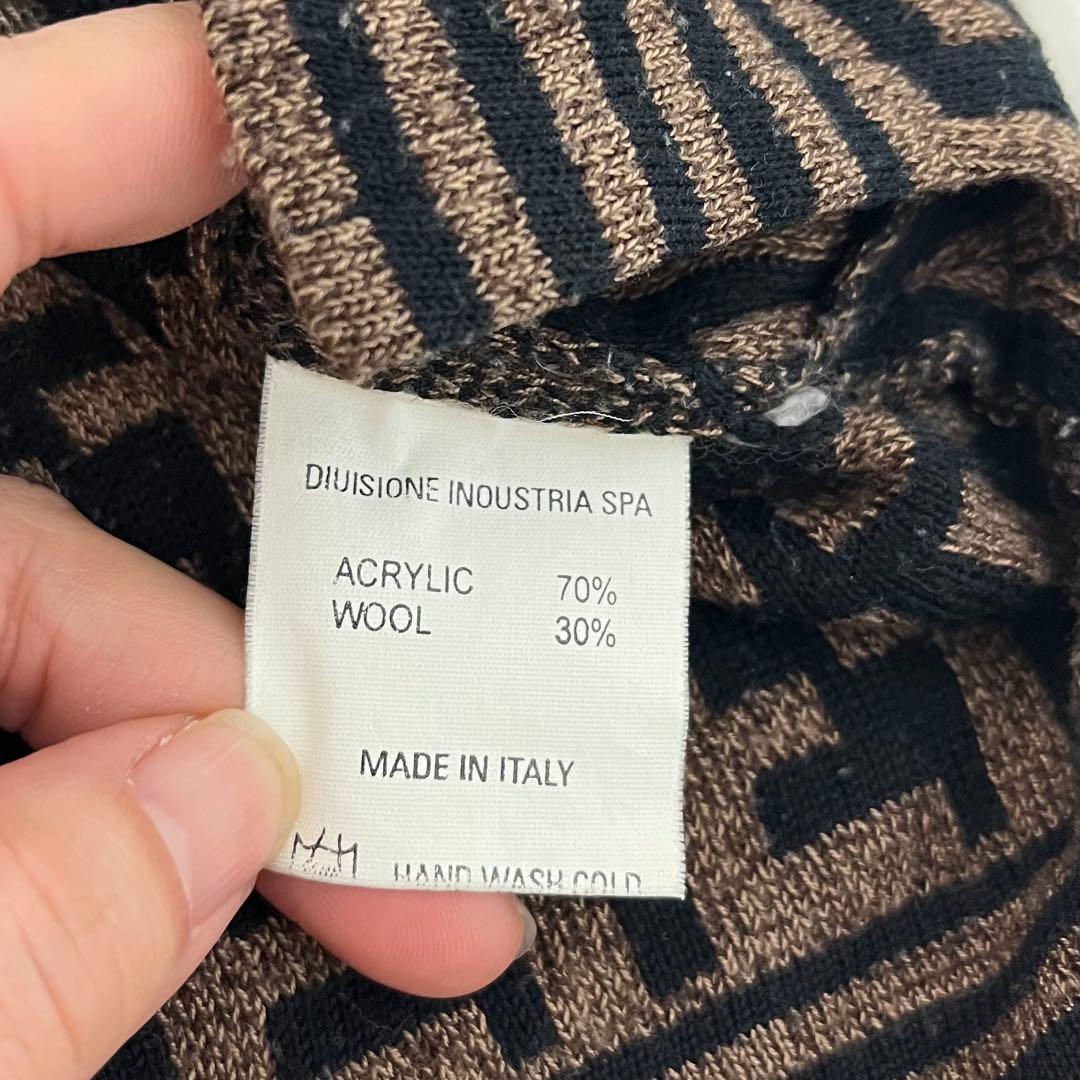 DIUISIONE INOUSTRIA SPA
ACRYLIC 70%
WOOL 30%
MADE IN ITALY
HAND WASH COLD